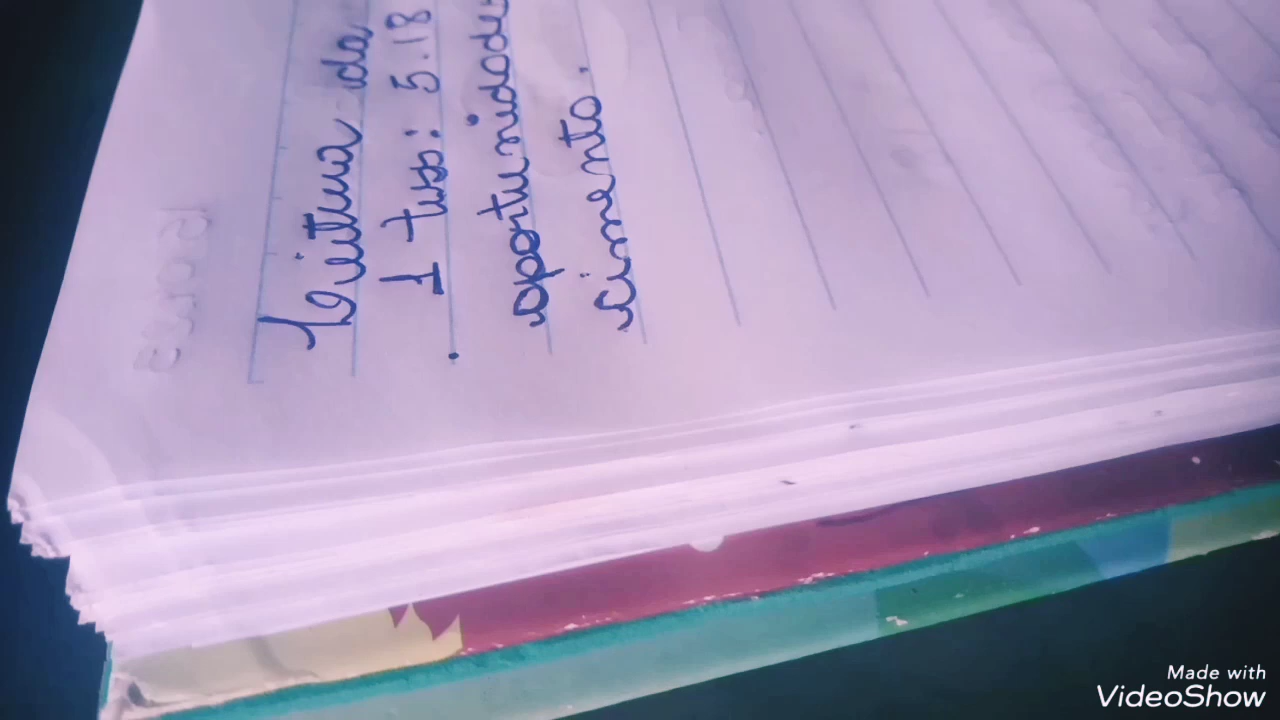 Leitura da
1 tess: 5.18
oportunidade
cimento.
Made with
VideoShow